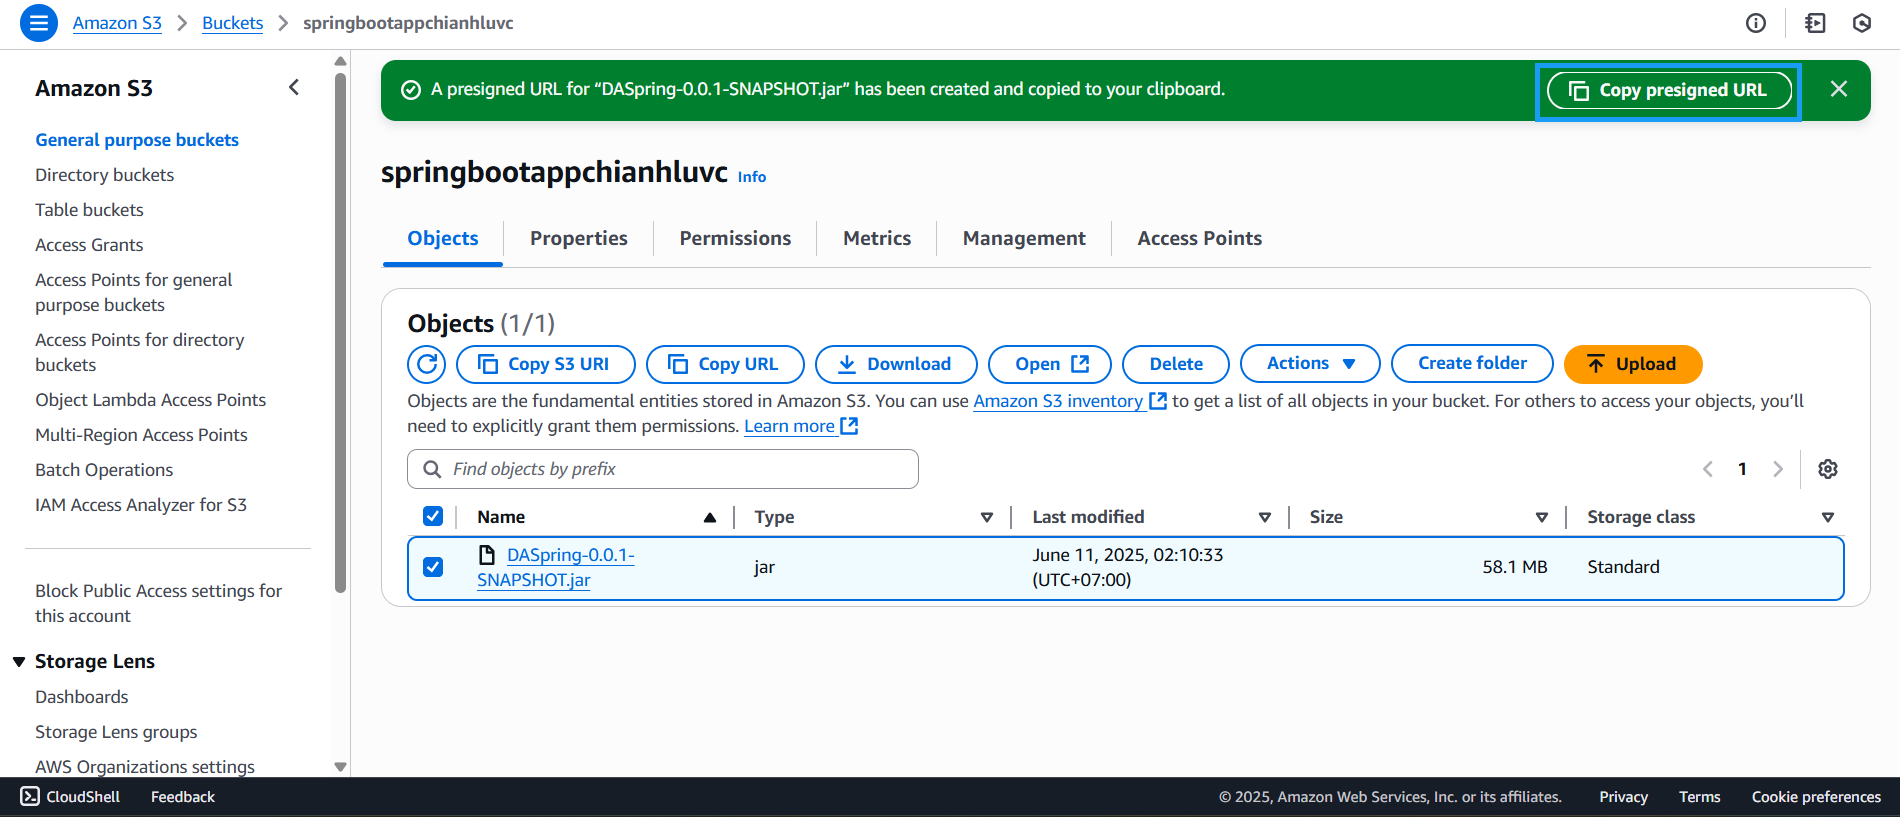 Amazon S3 > Buckets > springbootappchianhluvc
Amazon S3
General purpose buckets
Directory buckets
Table buckets
Access Grants
Access Points for general
purpose buckets
Access Points for directory
buckets
Object Lambda Access Points
Multi-Region Access Points
Batch Operations
IAM Access Analyzer for S3
Block Public Access settings for
this account
Storage Lens
Dashboards
Storage Lens groups
AWS Organizations settings
A presigned URL for “DASpring-0.0.1-SNAPSHOT.jar” has been created and copied to your clipboard.
Copy presigned URL
springbootappchianhluvc Info
Objects Properties Permissions Metrics Management Access Points
Objects (1/1)
Copy S3 URI Copy URL Download Open Delete Actions Create folder Upload
Objects are the fundamental entities stored in Amazon S3. You can use Amazon S3 inventory to get a list of all objects in your bucket. For others to access your objects, you’ll
need to explicitly grant them permissions. Learn more
Find objects by prefix
1
Name Type Last modified Size Storage class
DASpring-0.0.1-
SNAPSHOT.jar
jar
June 11, 2025, 02:10:33
(UTC+07:00)
58.1 MB
Standard
CloudShell Feedback © 2025, Amazon Web Services, Inc. or its affiliates. Privacy Terms Cookie preferences